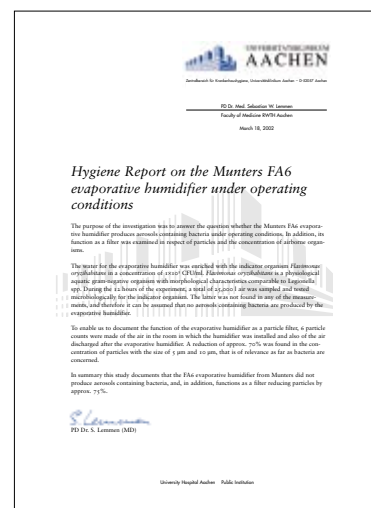 UNIVERSITÄTSKLINIKUM
AACHEN
Zentralbereich für Krankenhaushygiene, Universitätsklinikum Aachen – D-52057 Aachen
PD Dr. Med. Sebastian W. Lemmen
Faculty of Medicine RWTH Aachen
March 18, 2002
Hygiene Report on the Munters FA6
evaporative humidifier under operating
conditions
The purpose of the investigation was to answer the question whether the Munters FA6 evapora-
tive humidifier produces aerosols containing bacteria under operating conditions. In addition, its
function as a filter was examined in respect of particles and the concentration of airborne organ-
isms.
The water for the evaporative humidifier was enriched with the indicator organism Flavimonas
oryzihabitans in a concentration of CFU/ml. Flavimonas oryzihabitans is a physiological
aquatic gram-negative organism with morphological characteristics comparable to Legionella
spp. During the 12 hours of the experiment, a total of l air was sampled and tested
microbiologically for the indicator organism. The latter was not found in any of the measure-
ments, and therefore it can be assumed that no aerosols containing bacteria are produced by the
evaporative humidifier.
To enable us to document the function of the evaporative humidifier as a particle filter, 6 particle
counts were made of the air in the room in which the humidifier was installed and also of the air
discharged after the evaporative humidifier. A reduction of approx. 70% was found in the con-
centration of particles with the size of 5 µm and 10 µm, that is of relevance as far as bacteria are
concerned.
In summary this study documents that the FA6 evaporative humidifier from Munters did not
produce aerosols containing bacteria, and, in addition, functions as a filter reducing particles by
approx. 75%.
S. Lemmen
PD Dr. S. Lemmen (MD)
University Hospital Aachen Public Institution